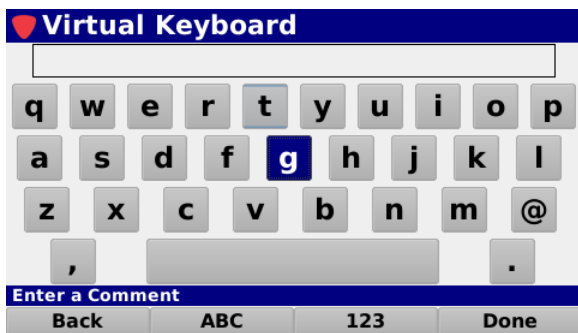 Virtual Keyboard
q w e r t y u i o p
a s d f g h j k l
z x c v b n m @
, .
Enter a Comment
Back ABC 123 Done